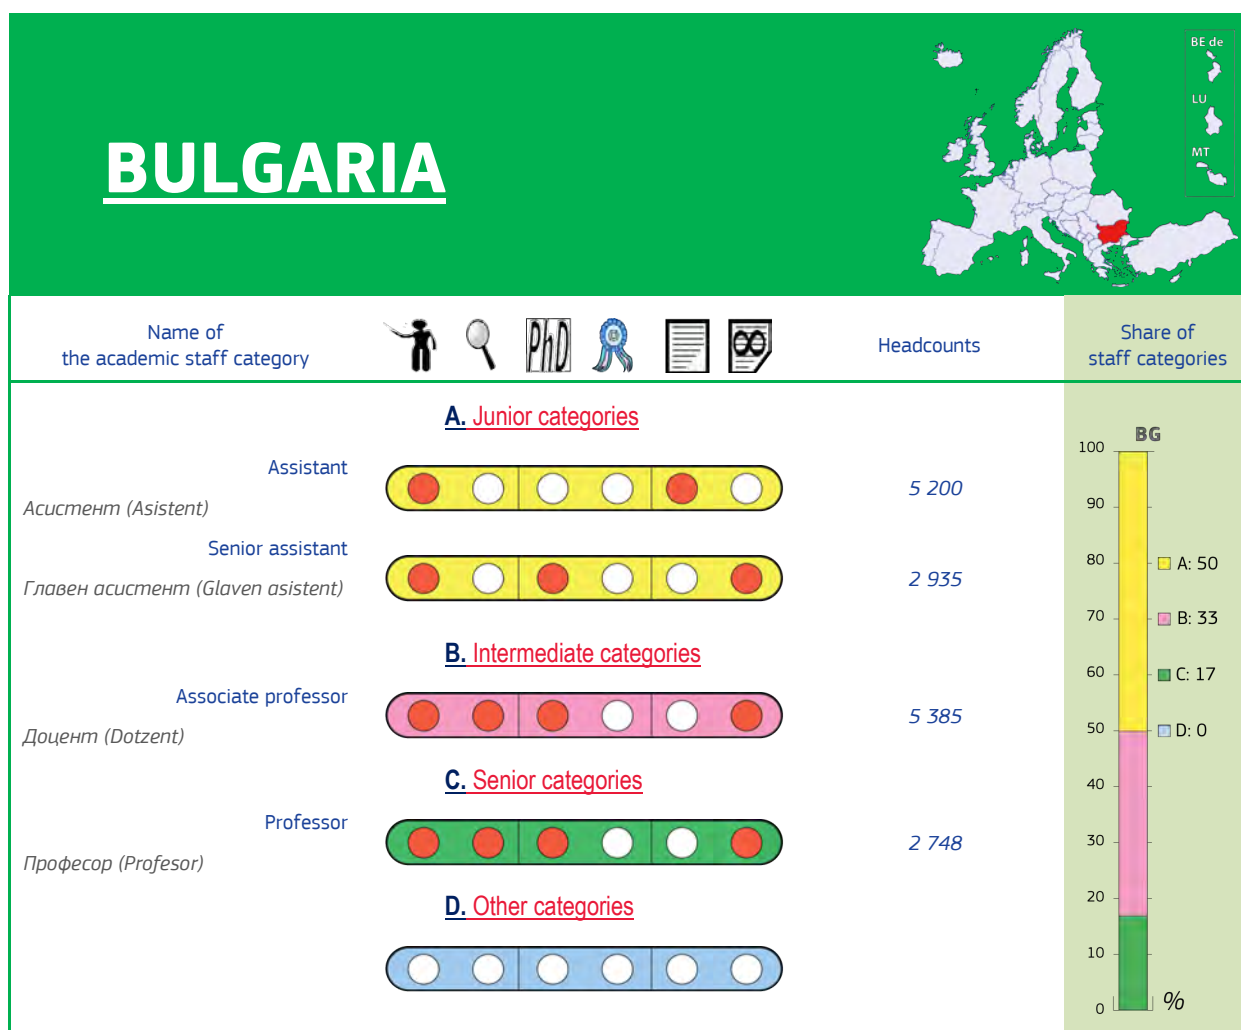 BULGARIA
BE de
LU
MT
Name of
the academic staff category
PhD
Headcounts
Share of
staff categories
A. Junior categories
Assistant
Асистент (Asistent)
5 200
Senior assistant
Главен асистент (Glaven asistent)
2 935
B. Intermediate categories
Associate professor
Доцент (Dotzent)
5 385
C. Senior categories
Professor
Професор (Profesor)
2 748
D. Other categories
BG
100
90
80
70
60
50
40
30
20
10
0
%
A: 50
B: 33
C: 17
D: 0